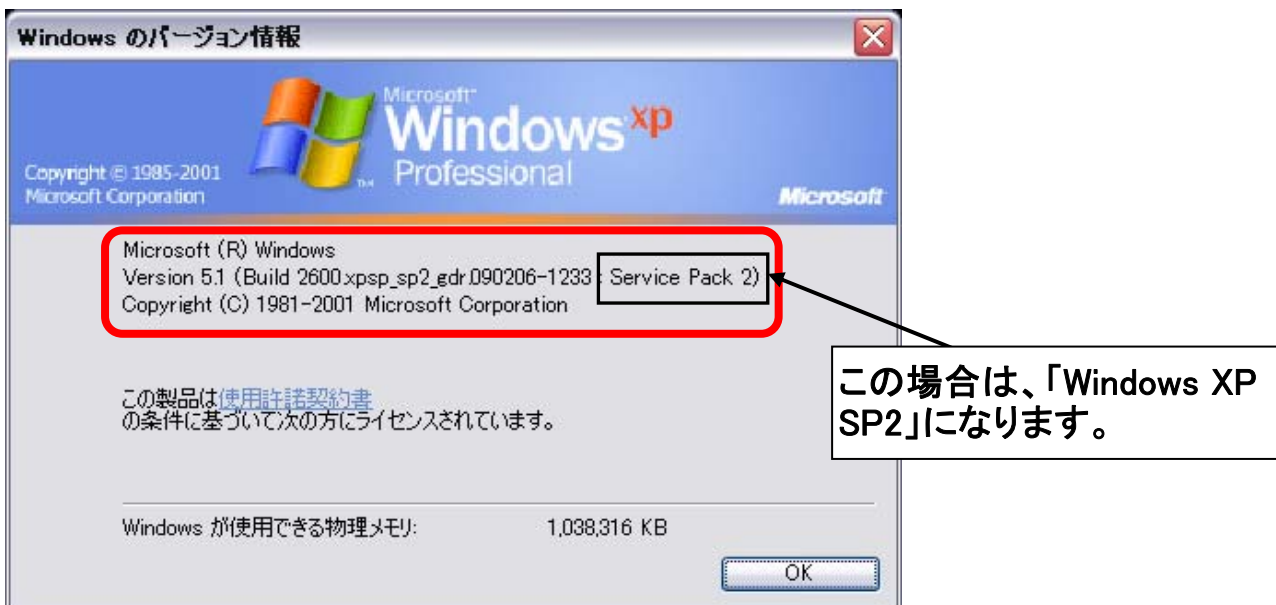 Windows のバージョン情報
Microsoft
Windows xp
Professional
Copyright © 1985-2001
Microsoft Corporation
Microsoft
Microsoft (R) Windows
Version 5.1 (Build 2600.xpsp_sp2_gdr.090206-1233 : Service Pack 2)
Copyright (C) 1981-2001 Microsoft Corporation
この場合は、「Windows XP
SP2」になります。
この製品は使用許諾契約書
の条件に基づいて次の方にライセンスされています。
Windows が使用できる物理メモリ: 1,038,316 KB
OK